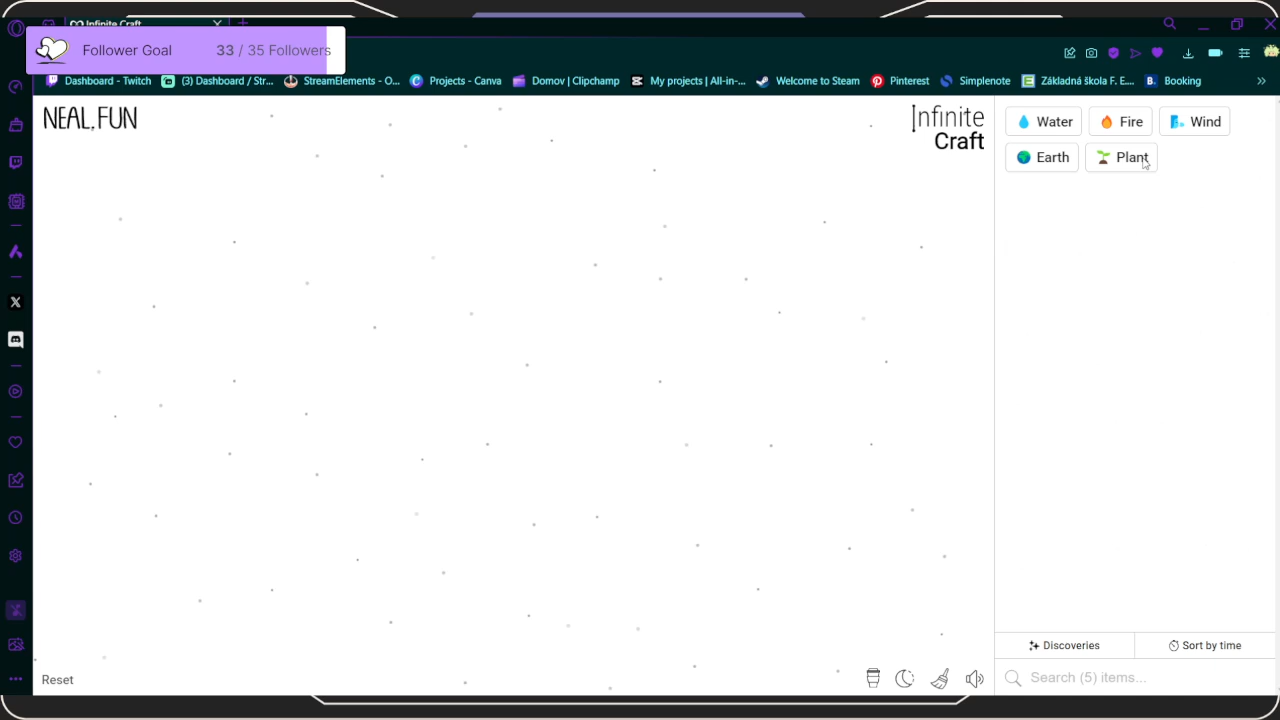 Infinite Craft
Follower Goal 33 / 35 Followers
Dashboard - Twitch (3) Dashboard / Str... StreamElements - O... Projects - Canva Domov | Clipchamp My projects | All-in-... Welcome to Steam Pinterest Simplenote Základná škola F. E... Booking
NEAL.FUN
Infinite
Craft
Water Fire Wind
Earth Plant
Discoveries Sort by time
Reset
Search (5) items...